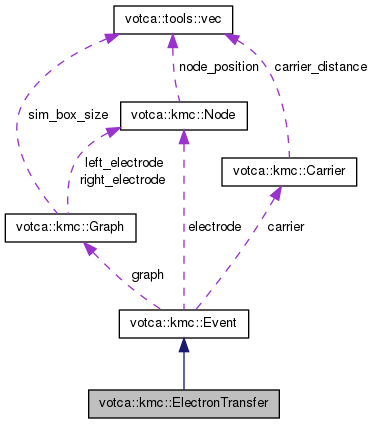 votca::tools::vec
node_position
carrier_distance
sim_box_size
votca::kmc::Node
left_electrode
right_electrode
votca::kmc::Carrier
votca::kmc::Graph
electrode
carrier
graph
votca::kmc::Event
votca::kmc::ElectronTransfer